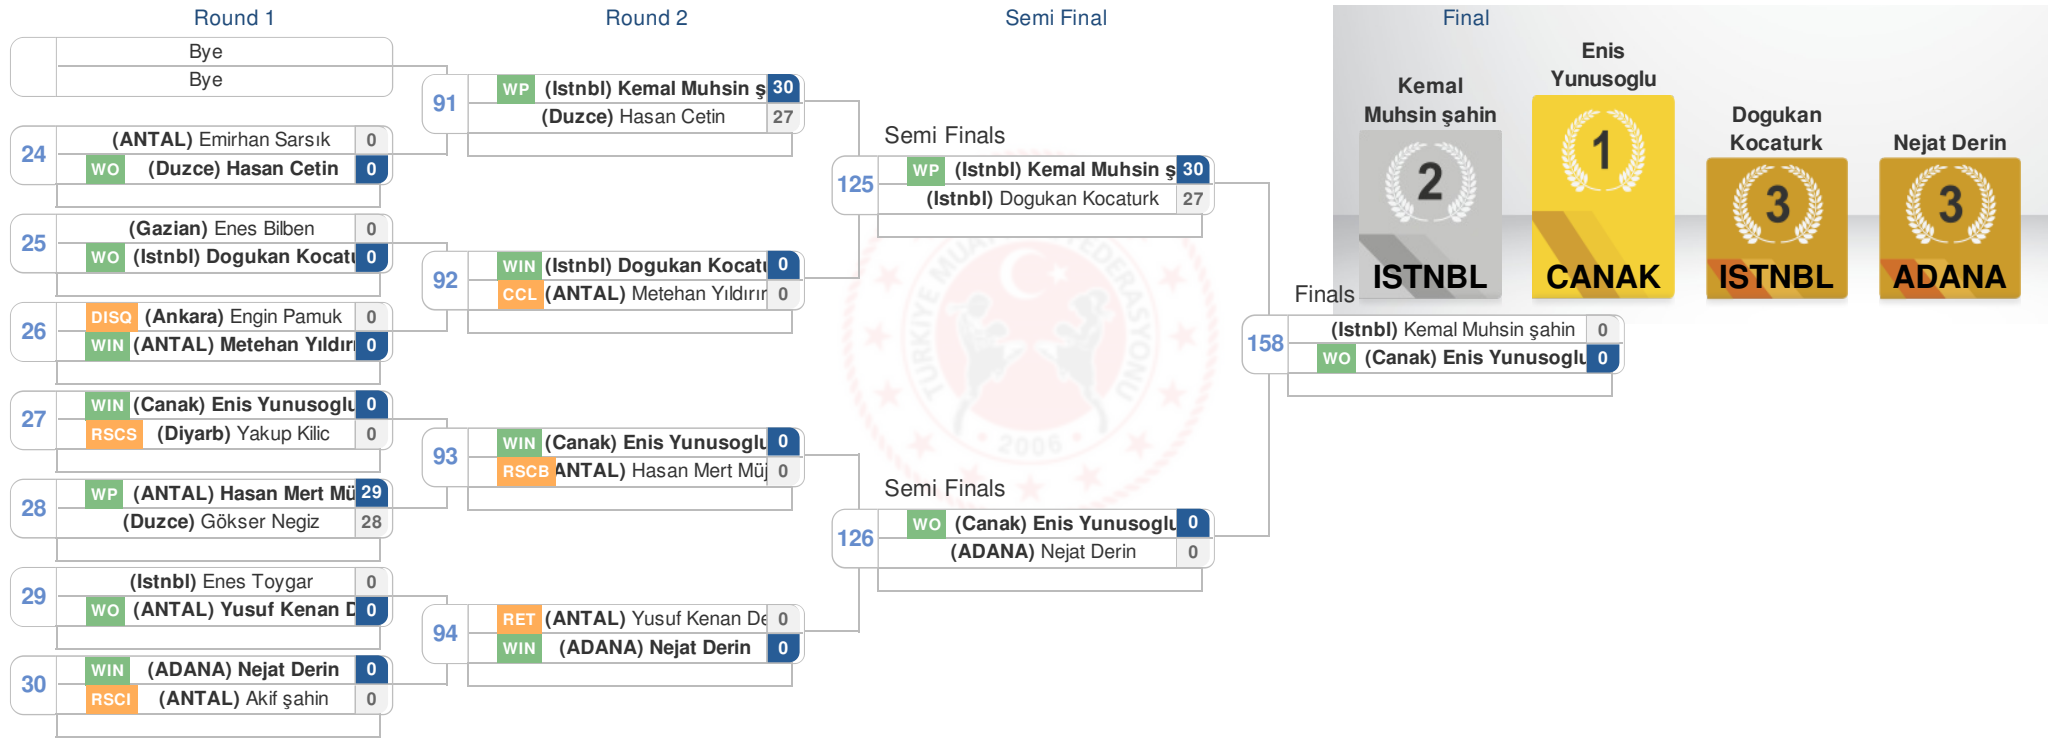 Round 1
Round 2
Semi Final
Final
Bye
Bye
24
(ANTAL) Emirhan Sarsık 0
WO (Duzce) Hasan Cetin 0
25
(Gazian) Enes Bilben 0
WO (Istnbl) Dogukan Kocatu 0
26
DISQ (Ankara) Engin Pamuk 0
WIN (ANTAL) Metehan Yıldırı 0
27
WIN (Canak) Enis Yunusoglu 0
RSCS (Diyarb) Yakup Kilic 0
28
WP (ANTAL) Hasan Mert Mü 29
(Duzce) Gökser Negiz 28
29
(Istnbl) Enes Toygar 0
WO (ANTAL) Yusuf Kenan D 0
30
WIN (ADANA) Nejat Derin 0
RSCI (ANTAL) Akif şahin 0
91
WP (Istnbl) Kemal Muhsin ş 30
(Duzce) Hasan Cetin 27
92
WIN (Istnbl) Dogukan Kocatu 0
CCL (ANTAL) Metehan Yıldırır 0
93
WIN (Canak) Enis Yunusoglu 0
RSCB ANTAL) Hasan Mert Müj 0
94
RET (ANTAL) Yusuf Kenan De 0
WIN (ADANA) Nejat Derin 0
Semi Finals
125
WP (Istnbl) Kemal Muhsin ş 30
(Istnbl) Dogukan Kocaturk 27
Semi Finals
126
WO (Canak) Enis Yunusoglu 0
(ADANA) Nejat Derin 0
Finals
158
(Istnbl) Kemal Muhsin şahin 0
WO (Canak) Enis Yunusoglu 0
Kemal
Muhsin şahin
2
ISTNBL
Enis
Yunusoglu
1
CANAK
Dogukan
Kocaturk
3
ISTNBL
Nejat Derin
3
ADANA
2006